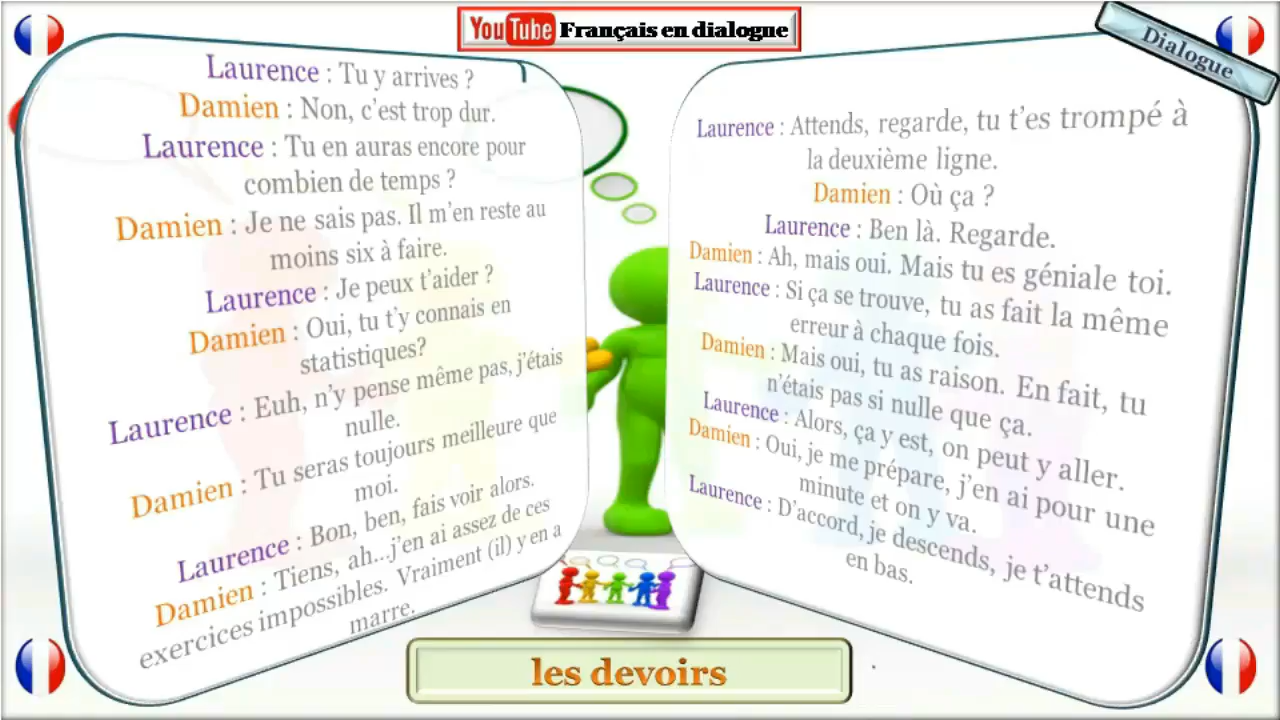 YouTube Français en dialogue
Dialogue
Laurence : Tu y arrives ?
Damien : Non, c'est trop dur.
Laurence : Tu en auras encore pour
combien de temps ?
Damien : Je ne sais pas. Il m'en reste au
moins six à faire.
Laurence : Je peux t'aider ?
Damien : Oui, tu t'y connais en
statistiques?
Laurence : Euh, n'y pense même pas, j'étais
nulle.
Damien : Tu seras toujours meilleure que
moi.
Laurence : Bon, ben, fais voir alors.
Damien : Tiens, ah...j'en ai assez de ces
exercices impossibles. Vraiment (il) y en a
marre.
Laurence : Attends, regarde, tu t'es trompé à
la deuxième ligne.
Damien : Où ça ?
Laurence : Ben là. Regarde.
Damien : Ah, mais oui. Mais tu es géniale toi.
Laurence : Si ça se trouve, tu as fait la même
erreur à chaque fois.
Damien : Mais oui, tu as raison. En fait, tu
n'étais pas si nulle que ça.
Laurence : Alors, ça y est, on peut y aller.
Damien : Oui, je me prépare, j'en ai pour une
minute et on y va.
Laurence : D'accord, je descends, je t'attends
en bas.
les devoirs